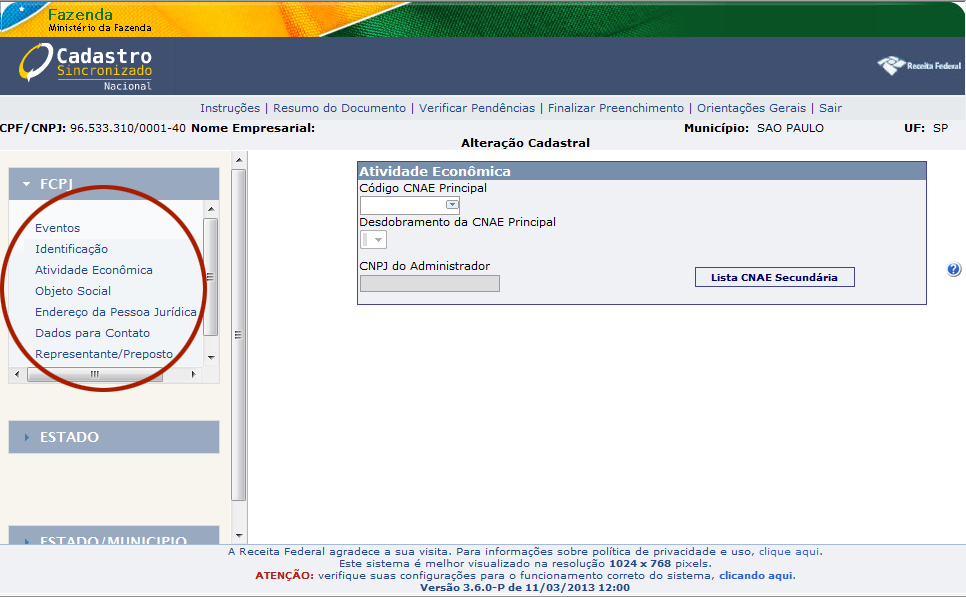 Fazenda
Ministério da Fazenda
Cadastro
Sincronizado
Nacional
Receita Federal
Instruções | Resumo do Documento | Verificar Pendências | Finalizar Preenchimento | Orientações Gerais | Sair
CPF/CNPJ: 96.533.310/0001-40 Nome Empresarial: Município: SAO PAULO UF: SP
Alteração Cadastral
FCPJ
Eventos
Identificação
Atividade Econômica
Objeto Social
Endereço da Pessoa Jurídica
Dados para Contato
Representante/Preposto
ESTADO
ESTADO/MUNICIPIO
Atividade Econômica
Código CNAE Principal
Desdobramento da CNAE Principal
CNPJ do Administrador
Lista CNAE Secundária
A Receita Federal agradece a sua visita. Para informações sobre política de privacidade e uso, clique aqui.
Este sistema é melhor visualizado na resolução 1024 x 768 pixels.
ATENÇÃO: verifique suas configurações para o funcionamento correto do sistema, clicando aqui.
Versão 3.6.0-P de 11/03/2013 12:00